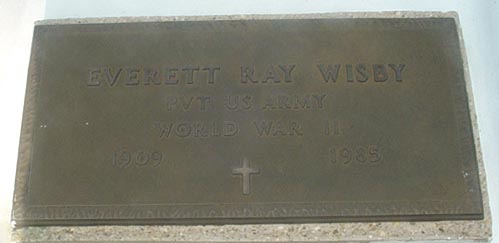 EVERETT RAY WISBY
PVT US ARMY
WORLD WAR II
1909 1985